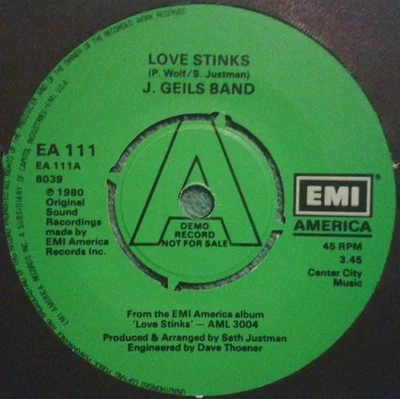 LOVE STINKS
(P. Wolf/S. Justman)
J. GEILS BAND
EA 111
EA 111A
8039
℗ 1980
Original
Sound
Recordings
made by
EMI America
Records Inc.
A
DEMO
RECORD
NOT FOR SALE
EMI
AMERICA
45 RPM
3.45
Center City
Music
From the EMI America album
'Love Stinks' — AML 3004
Produced & Arranged by Seth Justman
Engineered by Dave Thoener